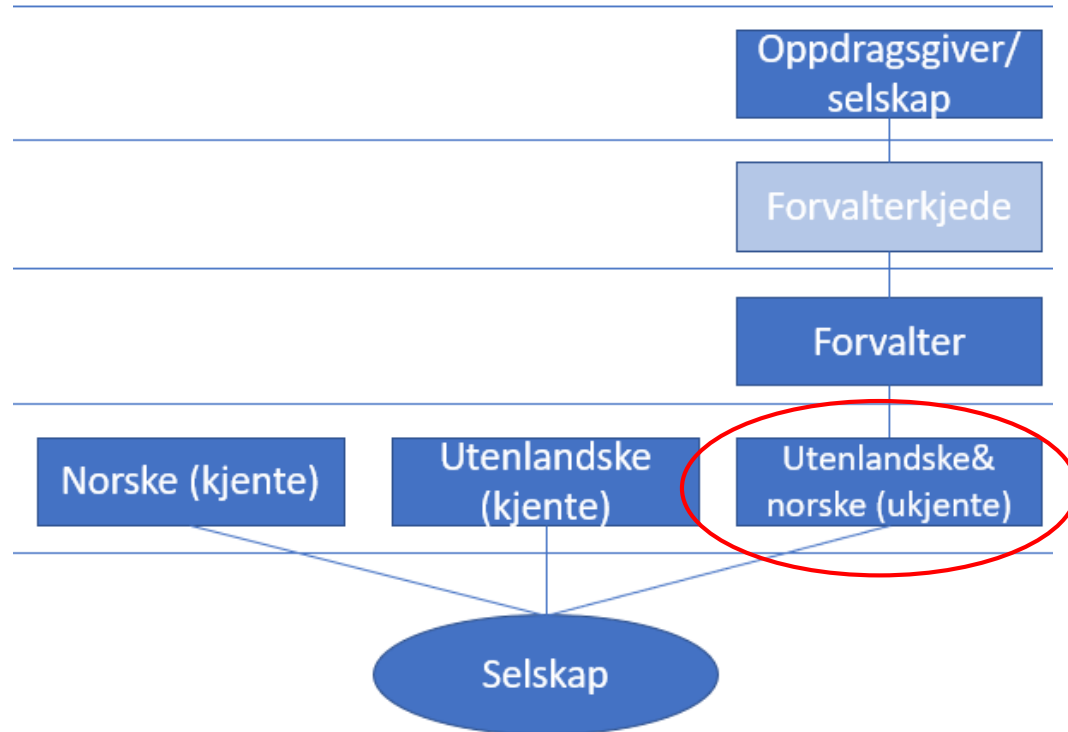 Oppdragsgiver/
selskap
Forvalterkjede
Forvalter
Norske (kjente)
Utenlandske
(kjente)
Utenlandske&
norske (ukjente)
Selskap